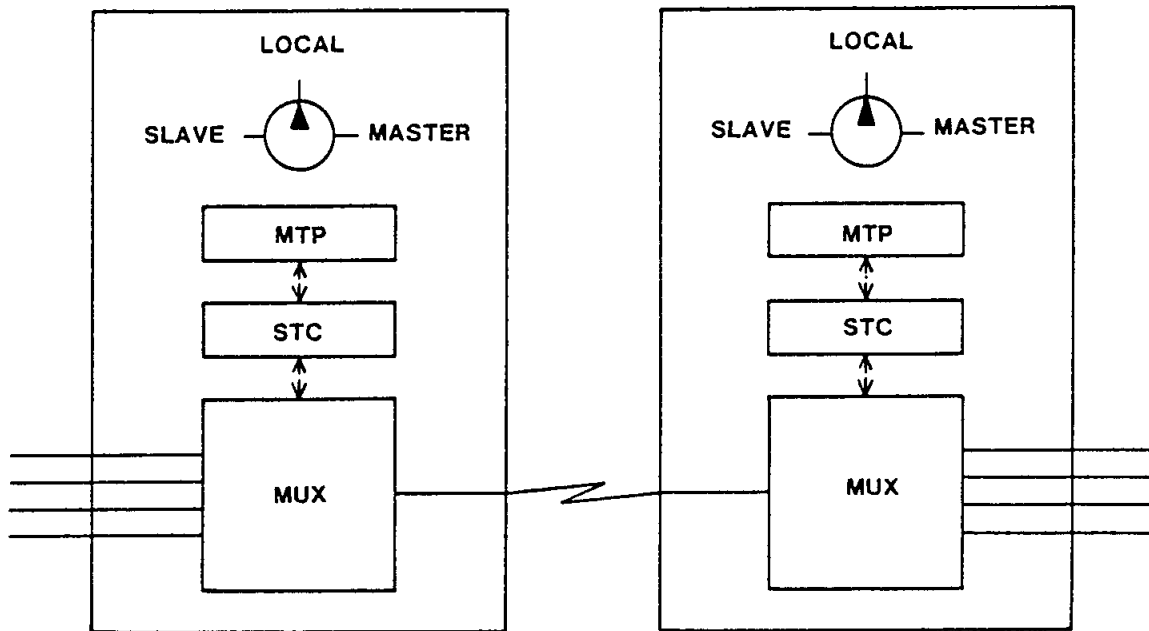 LOCAL
SLAVE MASTER
MTP
STC
MUX
LOCAL
SLAVE MASTER
MTP
STC
MUX